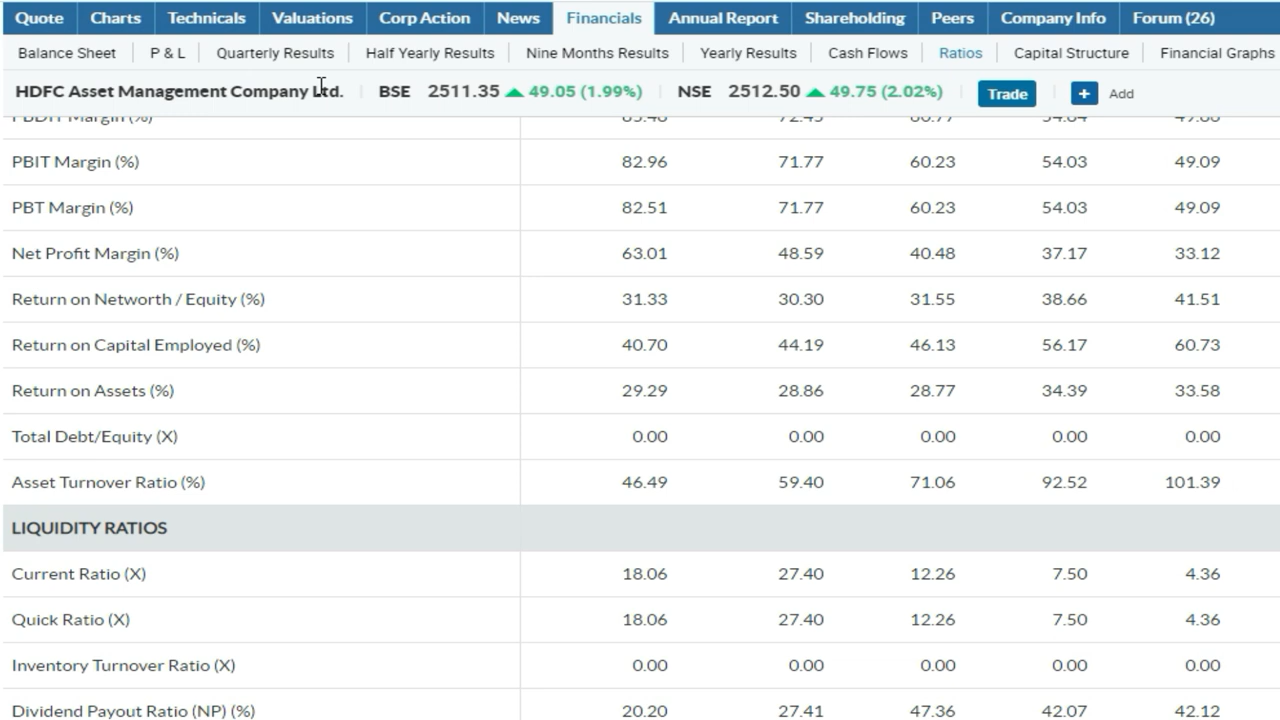 Quote Charts Technicals Valuations Corp Action News Financials Annual Report Shareholding Peers Company Info Forum (26)
Balance Sheet P & L Quarterly Results Half Yearly Results Nine Months Results Yearly Results Cash Flows Ratios Capital Structure Financial Graphs
HDFC Asset Management Company Ltd. BSE 2511.35 49.05 (1.99%) NSE 2512.50 49.75 (2.02%) Trade + Add
PBDIT Margin (%)
PBIT Margin (%) 82.96 71.77 60.23 54.03 49.09
PBT Margin (%) 82.51 71.77 60.23 54.03 49.09
Net Profit Margin (%) 63.01 48.59 40.48 37.17 33.12
Return on Networth / Equity (%) 31.33 30.30 31.55 38.66 41.51
Return on Capital Employed (%) 40.70 44.19 46.13 56.17 60.73
Return on Assets (%) 29.29 28.86 28.77 34.39 33.58
Total Debt/Equity (X) 0.00 0.00 0.00 0.00 0.00
Asset Turnover Ratio (%) 46.49 59.40 71.06 92.52 101.39
LIQUIDITY RATIOS
Current Ratio (X) 18.06 27.40 12.26 7.50 4.36
Quick Ratio (X) 18.06 27.40 12.26 7.50 4.36
Inventory Turnover Ratio (X) 0.00 0.00 0.00 0.00 0.00
Dividend Payout Ratio (NP) (%) 20.20 27.41 47.36 42.07 42.12